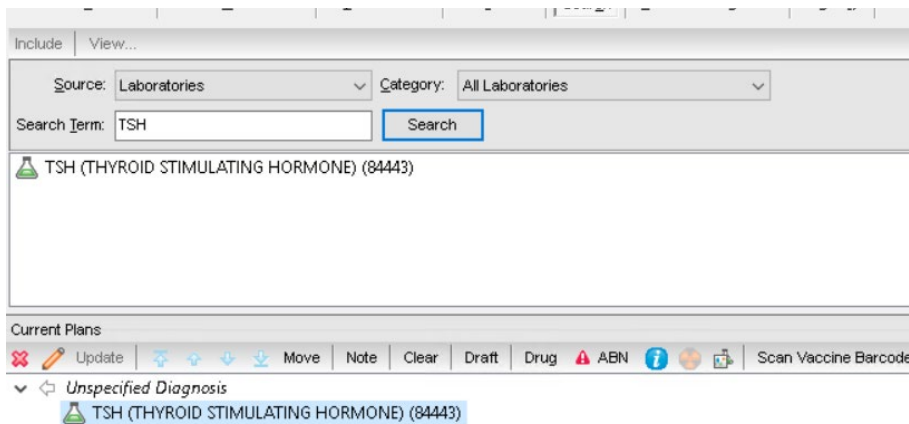 Include View...
Source: Laboratories Category: All Laboratories
Search Term: TSH Search
TSH (THYROID STIMULATING HORMONE) (84443)
Current Plans
Update Move Note Clear Draft Drug ABN Scan Vaccine Barcode
Unspecified Diagnosis
TSH (THYROID STIMULATING HORMONE) (84443)